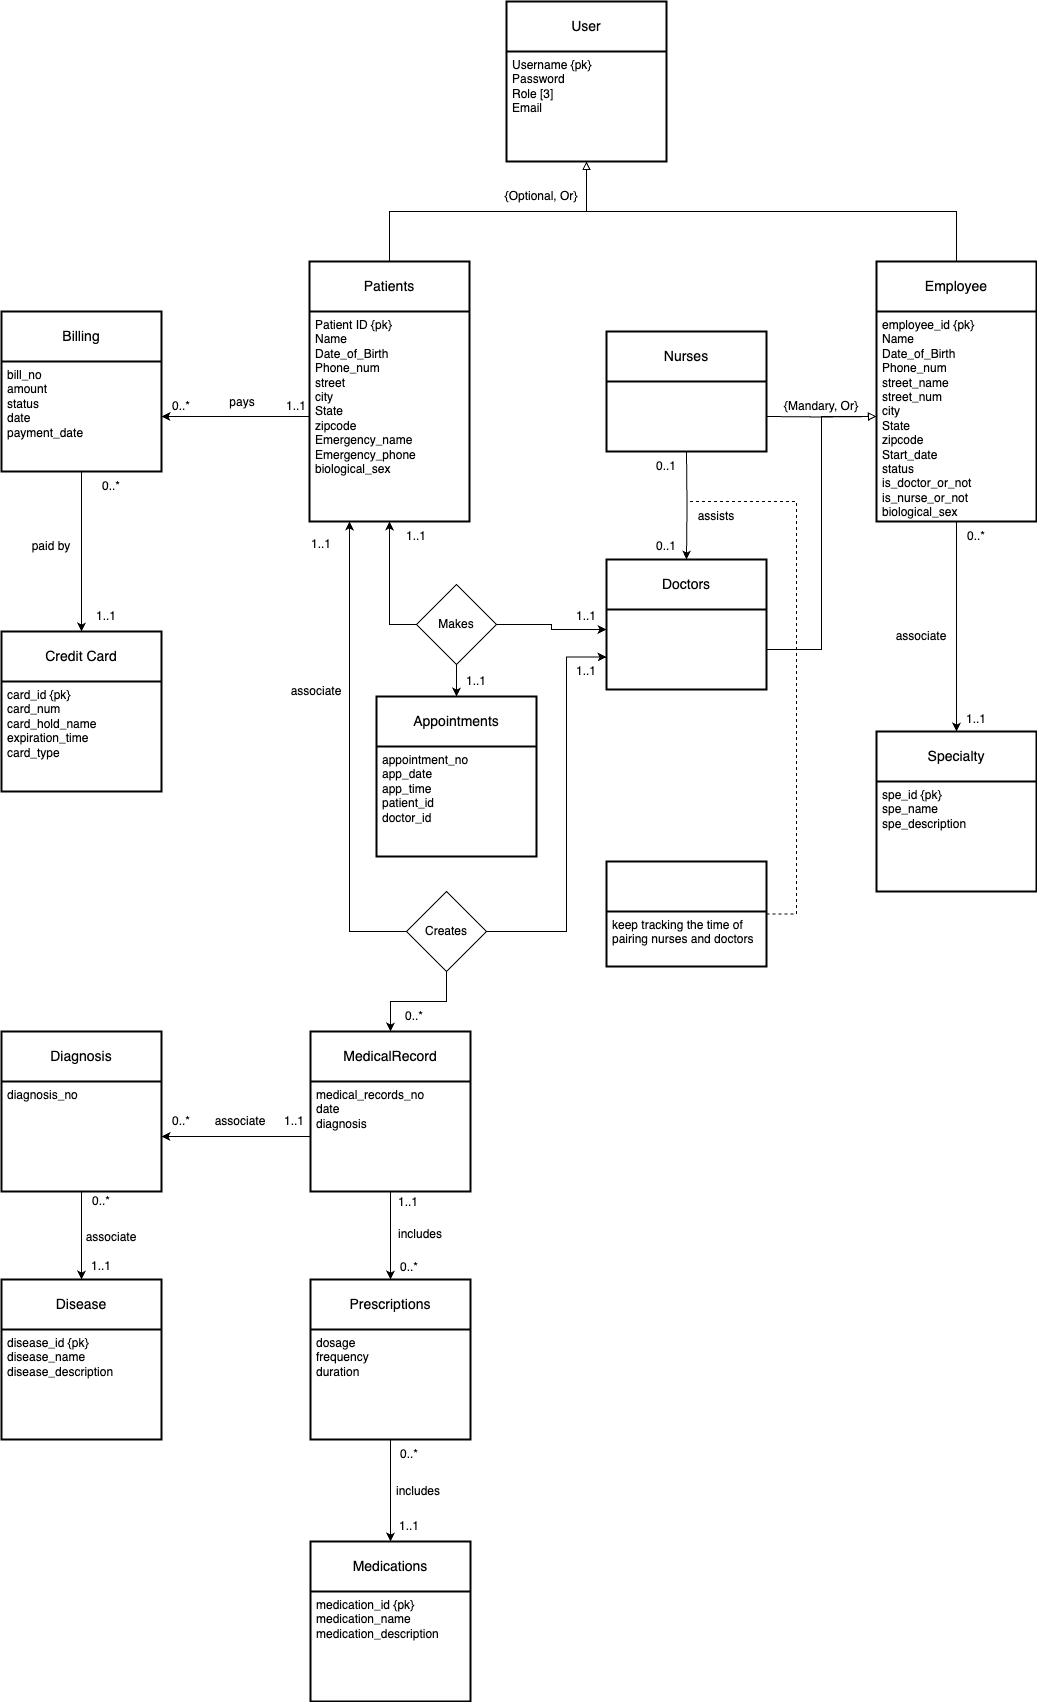 User
Username {pk}
Password
Role [3]
Email
{Optional, Or}
Patients
Patient ID {pk}
Name
Date_of_Birth
Phone_num
street
city
State
zipcode
Emergency_name
Emergency_phone
biological_sex
Employee
employee_id {pk}
Name
Date_of_Birth
Phone_num
street_name
street_num
city
State
zipcode
Start_date
status
is_doctor_or_not
is_nurse_or_not
biological_sex
Billing
bill_no
amount
status
date
payment_date
0..*
pays
1..1
Nurses
{Mandary, Or}
0..1
assists
0..1
0..*
paid by
1..1
1..1
1..1
0..*
associate
1..1
Doctors
Makes
1..1
1..1
1..1
associate
Credit Card
card_id {pk}
card_num
card_hold_name
expiration_time
card_type
Appointments
appointment_no
app_date
app_time
patient_id
doctor_id
Specialty
spe_id {pk}
spe_name
spe_description
keep tracking the time of
pairing nurses and doctors
Creates
0..*
Diagnosis
diagnosis_no
0..*
associate
1..1
MedicalRecord
medical_records_no
date
diagnosis
0..*
associate
1..1
1..1
includes
0..*
Disease
disease_id {pk}
disease_name
disease_description
Prescriptions
dosage
frequency
duration
0..*
includes
1..1
Medications
medication_id {pk}
medication_name
medication_description